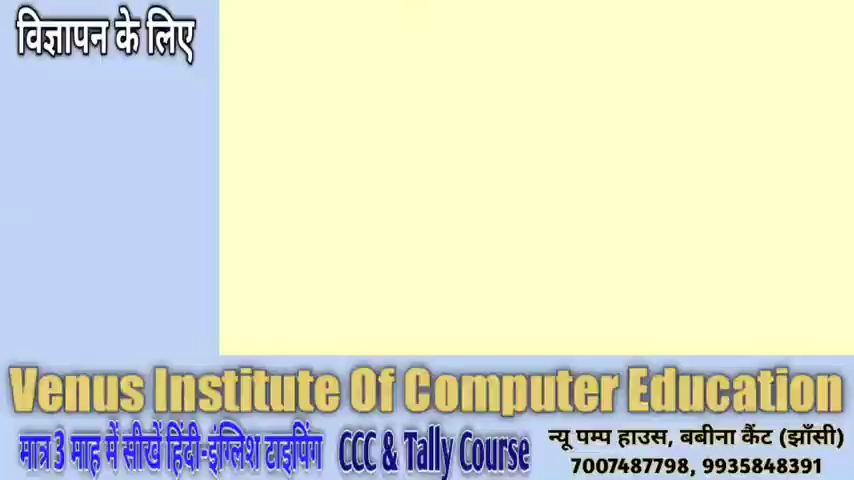 विज्ञापन के लिए
Venus Institute Of Computer Education
मात्र 3 माह में सीखें हिंदी-इंग्लिश टाइपिंग CCC & Tally Course
न्यू पम्प हाउस, बबीना कैंट (झाँसी)
7007487798, 9935848391